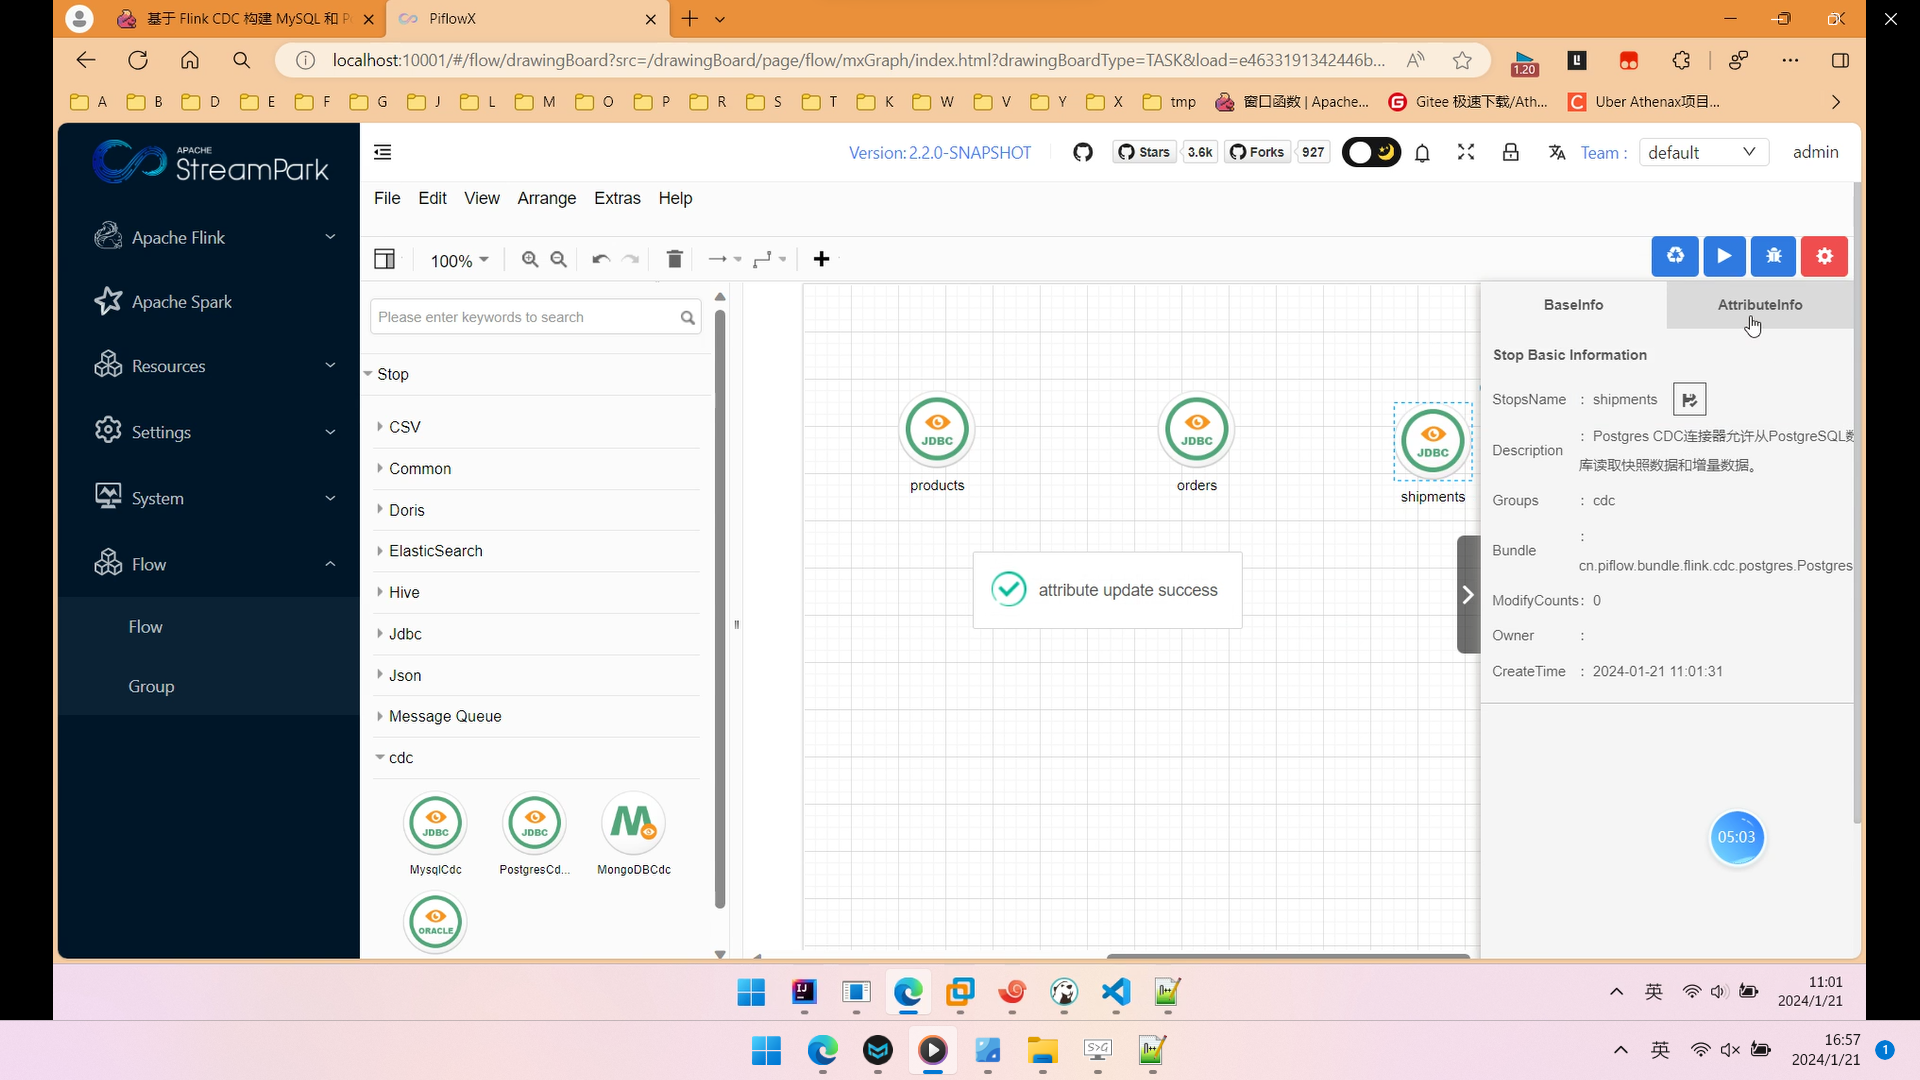 基于 Flink CDC 构建 MySQL 和 P
PiflowX
localhost:10001/#/flow/drawingBoard?src=/drawingBoard/page/flow/mxGraph/index.html?drawingBoardType=TASK&load=e4633191342446b...
1.20
A
B
D
E
F
G
J
L
M
O
P
R
S
T
K
W
V
Y
X
tmp
窗口函数 | Apache...
Gitee 极速下载/Ath...
Uber Athenax项目...
APACHE
StreamPark
Version: 2.2.0-SNAPSHOT
Stars
3.6k
Forks
927
Team :
default
admin
File
Edit
View
Arrange
Extras
Help
100%
Apache Flink
Apache Spark
Resources
Settings
System
Flow
Flow
Group
Please enter keywords to search
Stop
CSV
Common
Doris
ElasticSearch
Hive
Jdbc
Json
Message Queue
cdc
JDBC
MysqlCdc
JDBC
PostgresCd...
MongoDBCdc
ORACLE
JDBC
products
JDBC
orders
JDBC
shipments
attribute update success
BaseInfo
AttributeInfo
Stop Basic Information
StopsName : shipments
Description : Postgres CDC连接器允许从PostgreSQL数
库读取快照数据和增量数据。
Groups : cdc
Bundle :
cn.piflow.bundle.flink.cdc.postgres.Postgres
ModifyCounts: 0
Owner :
CreateTime : 2024-01-21 11:01:31
05:03
英
11:01
2024/1/21
英
16:57
2024/1/21
1